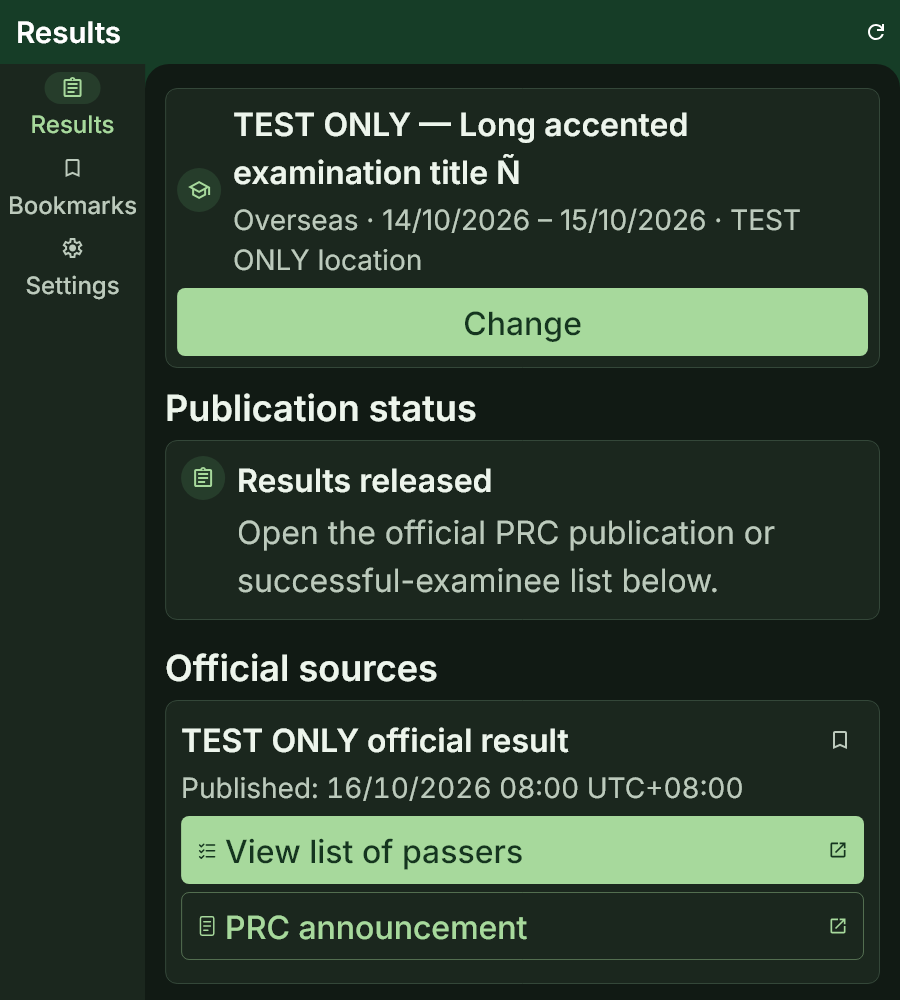 Results
Results
Bookmarks
Settings
TEST ONLY — Long accented
examination title Ñ
Overseas · 14/10/2026 – 15/10/2026 · TEST
ONLY location
Change
Publication status
Results released
Open the official PRC publication or
successful-examinee list below.
Official sources
TEST ONLY official result
Published: 16/10/2026 08:00 UTC+08:00
View list of passers
PRC announcement